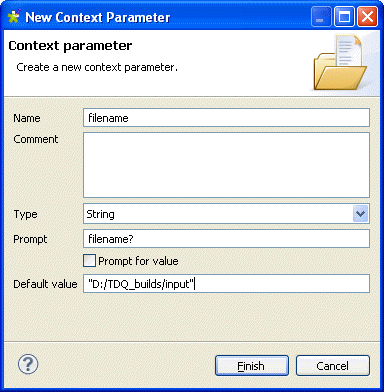 New Context Parameter
Context parameter
Create a new context parameter.
Name filename
Comment
Type String
Prompt filename?
Prompt for value
Default value "D:/TDQ_builds/input"
? Finish Cancel